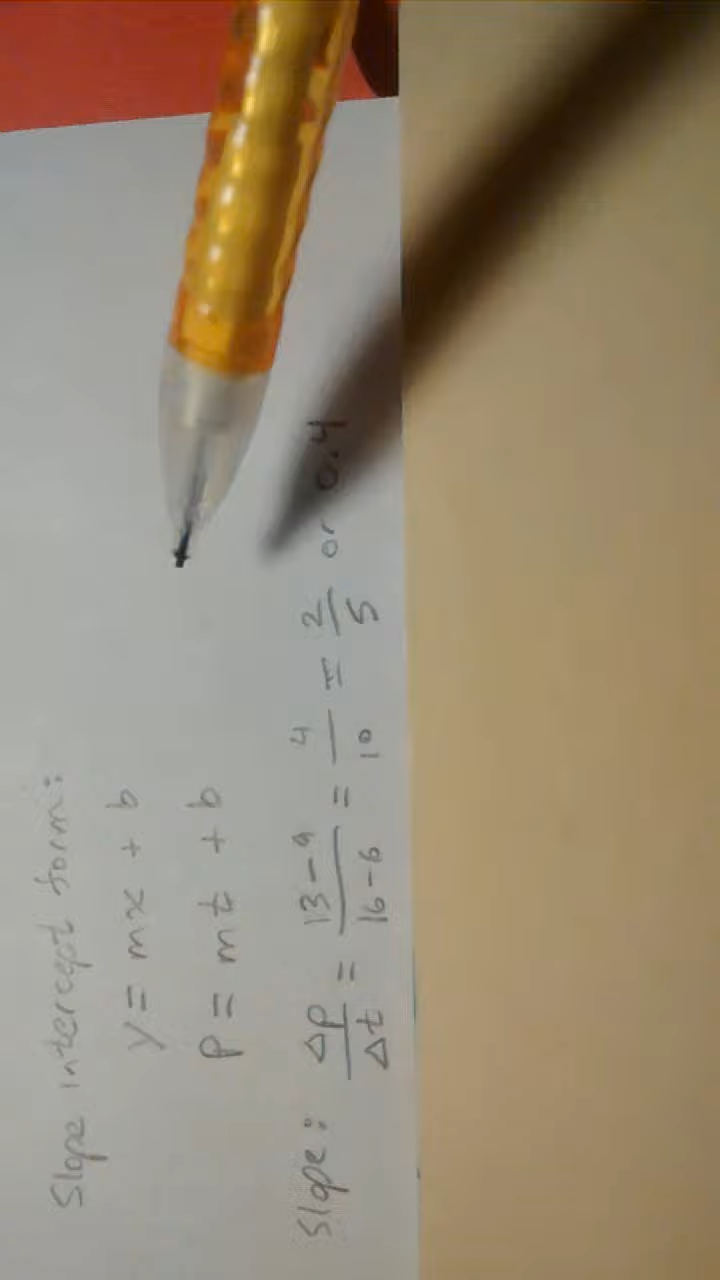 Slope intercept form:
y = mx + b
P = mt + b
Slope: ΔP/Δt = 13-9/16-6 = 4/10 = 2/5 or 0.4